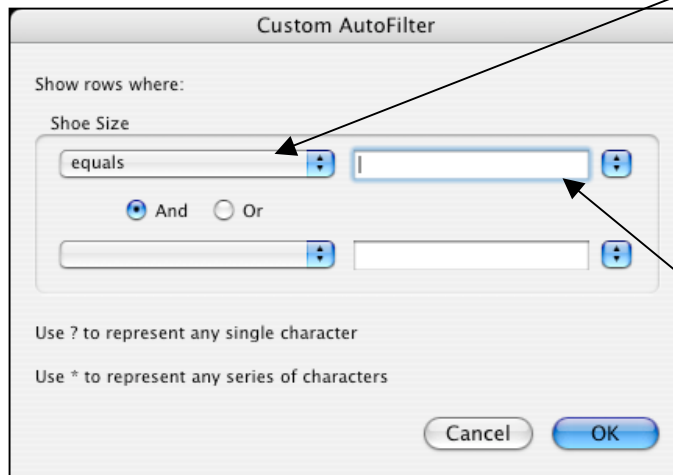 Custom AutoFilter
Show rows where:
Shoe Size
equals
And Or
Use ? to represent any single character
Use * to represent any series of characters
Cancel OK